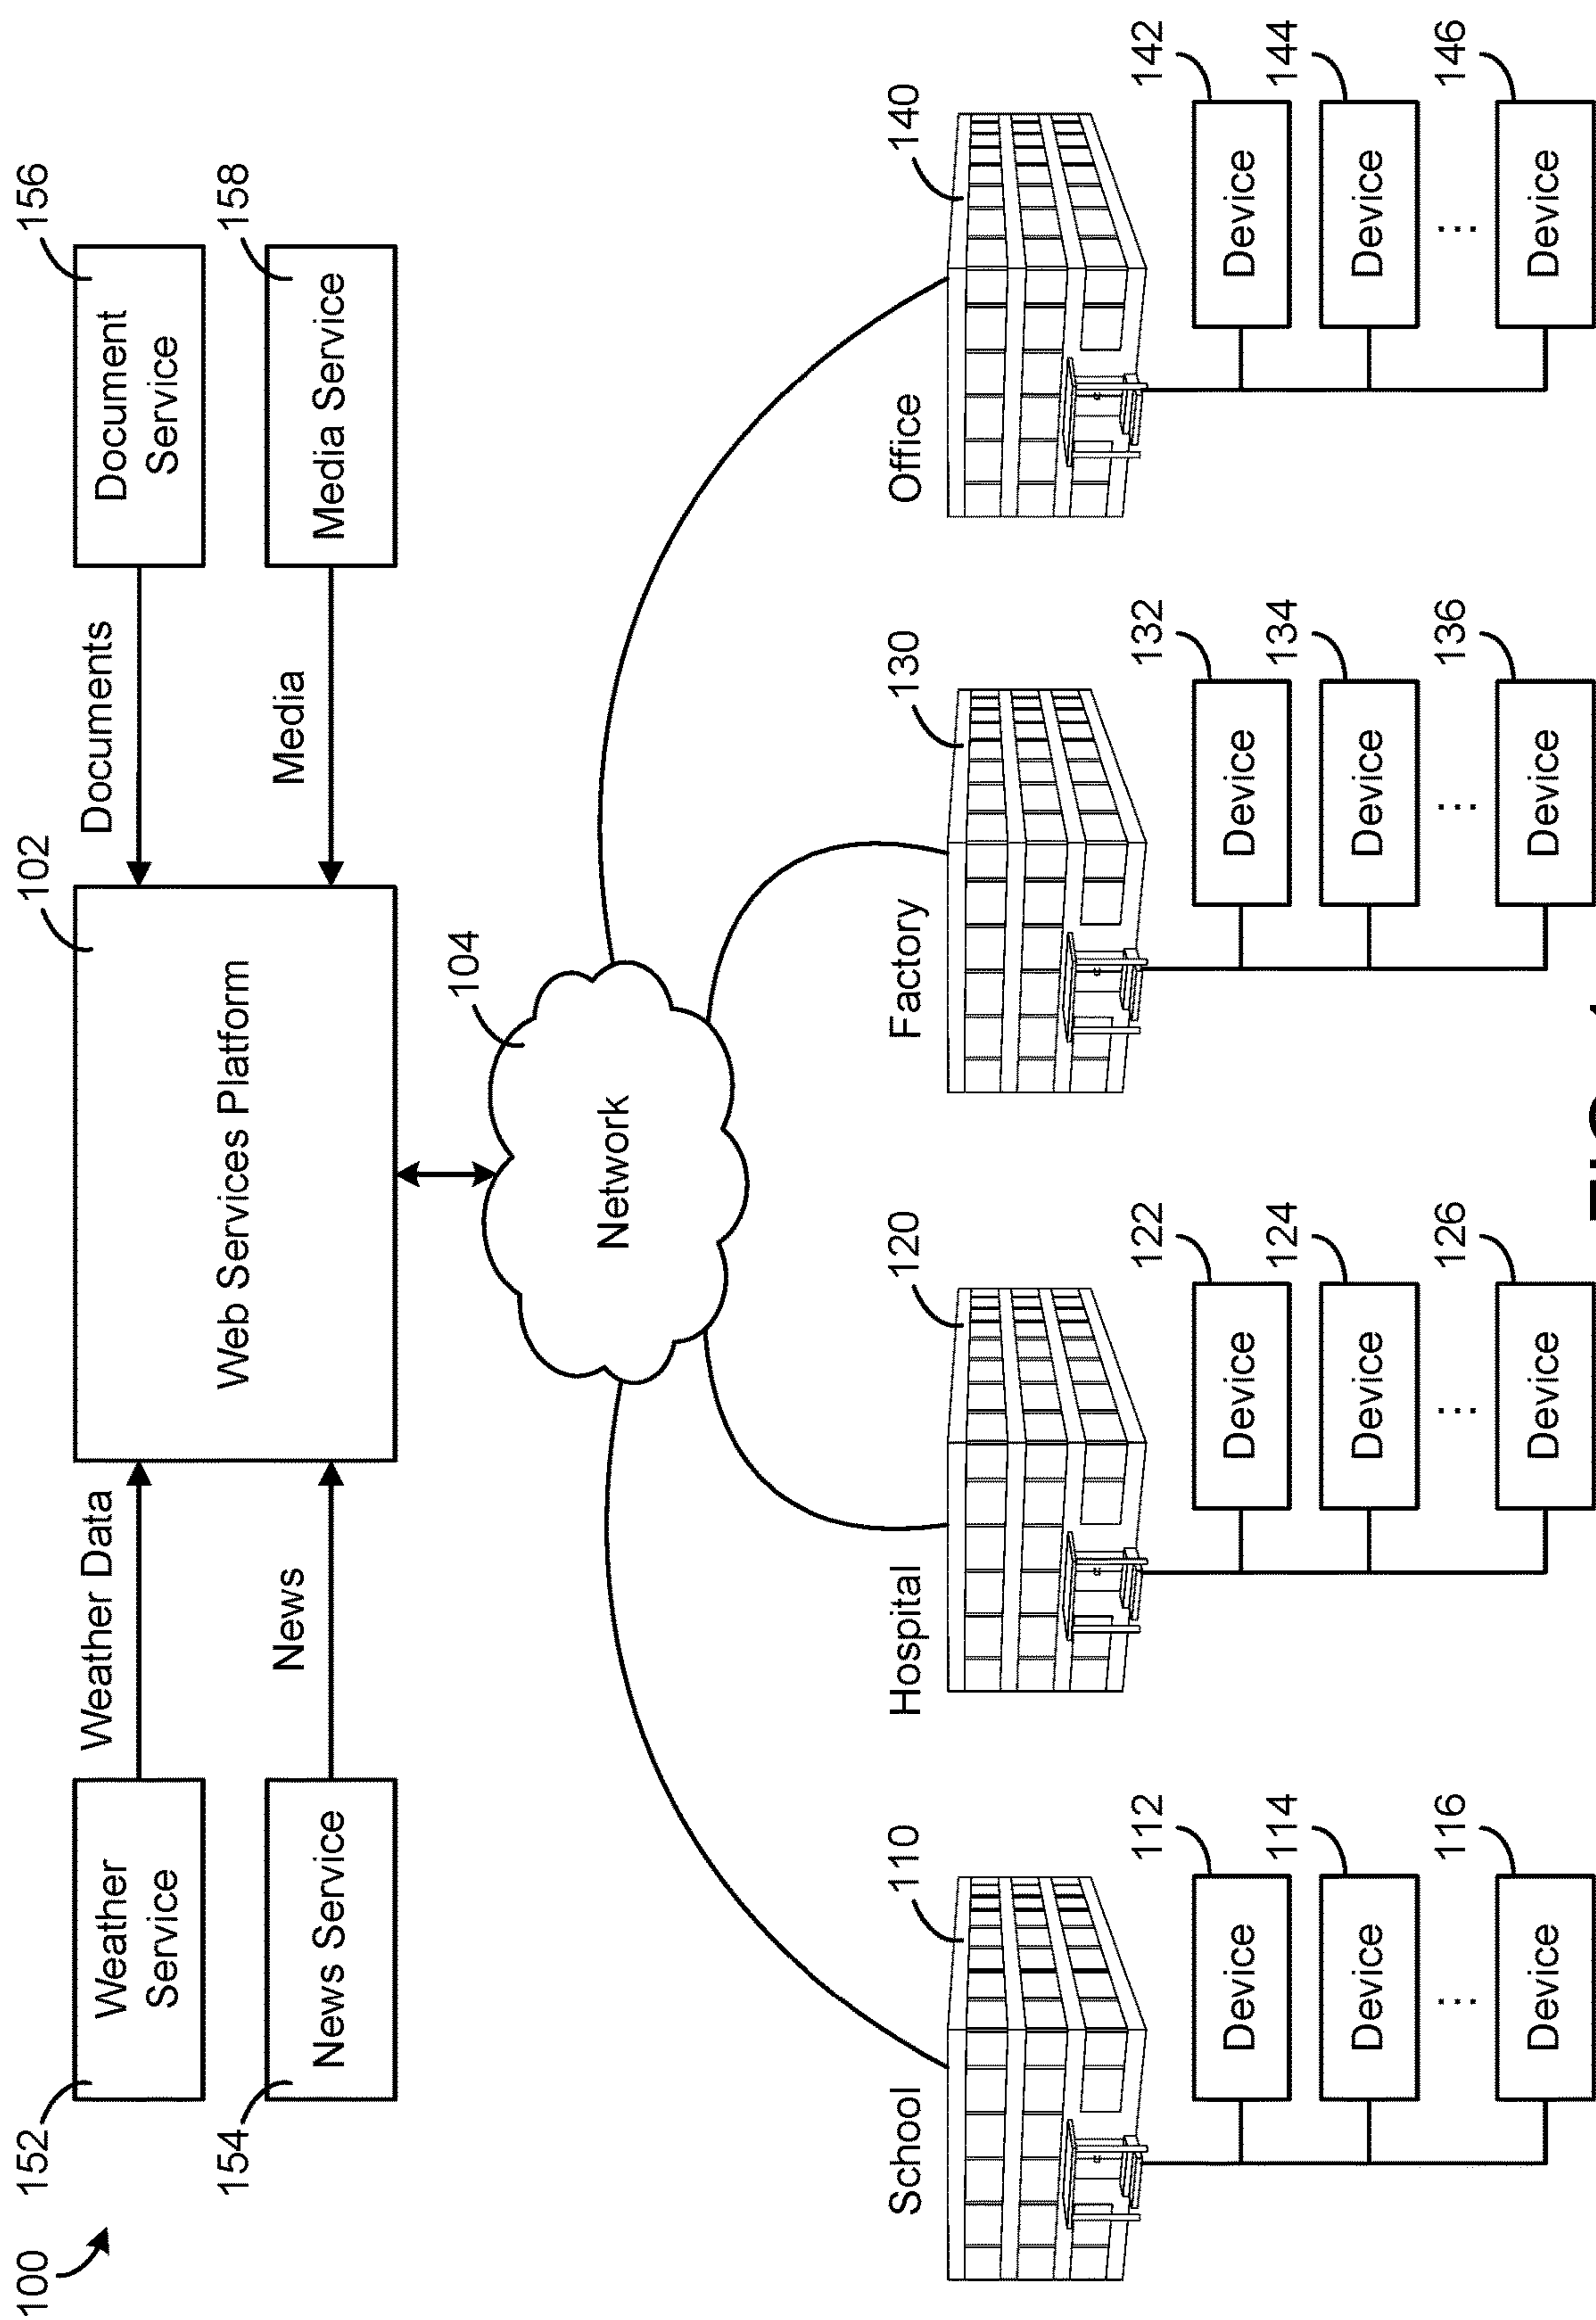 100
152
Weather
Service
Weather Data
102
Web Services Platform
Documents
Document
Service
156
154
News Service
News
Media
Media Service
158
104
Network
School
110
Hospital
120
Factory
130
Office
140
Device
112
Device
122
Device
132
Device
142
Device
114
Device
124
Device
134
Device
144
...
...
...
...
Device
116
Device
126
Device
136
Device
146